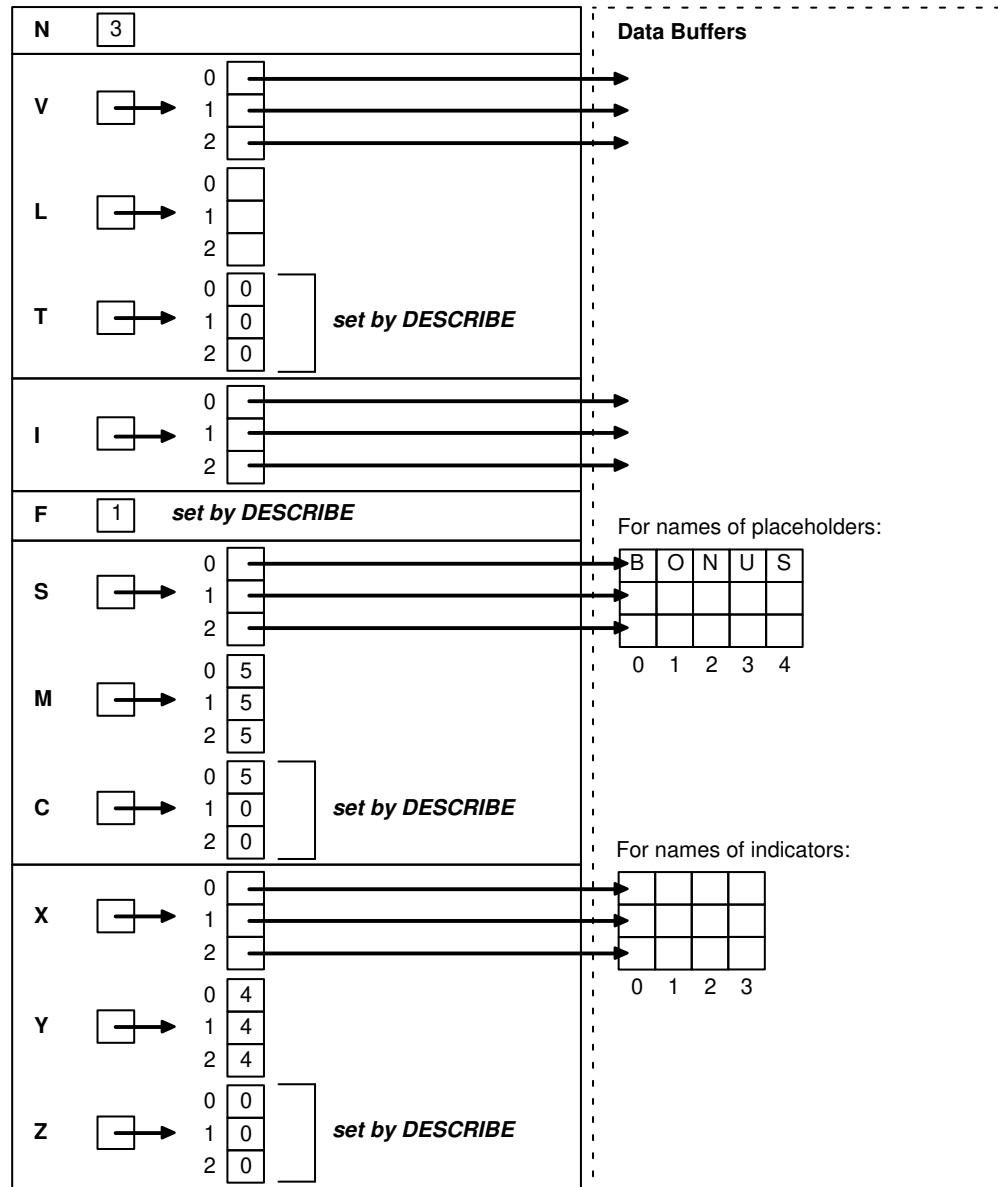 N 3
Data Buffers
V
0
1
2
L
0
1
2
T
0 0
1 0
2 0
set by DESCRIBE
I
0
1
2
F 1 set by DESCRIBE
For names of placeholders:
S
0
1
2
B O N U S
0 1 2 3 4
M
0 5
1 5
2 5
C
0 5
1 0
2 0
set by DESCRIBE
For names of indicators:
X
0
1
2
0 1 2 3
Y
0 4
1 4
2 4
Z
0 0
1 0
2 0
set by DESCRIBE